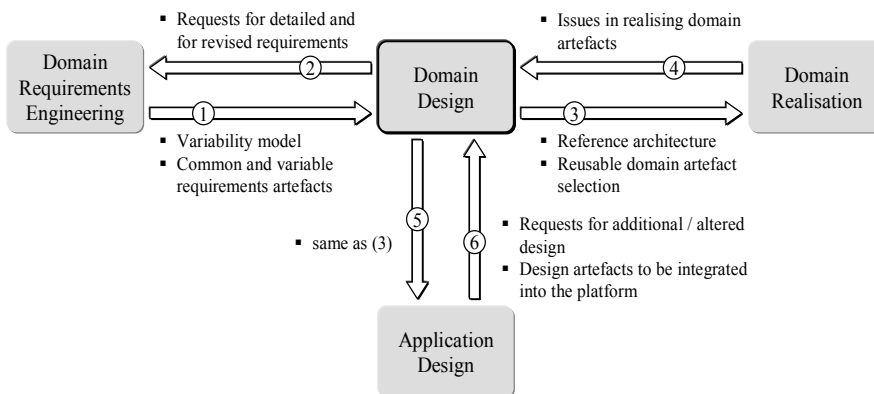 ▪ Requests for detailed and
for revised requirements
▪ Issues in realising domain
artefacts
Domain
Requirements
Engineering
2
Domain
Design
4
Domain
Realisation
1
3
▪ Variability model
▪ Common and variable
requirements artefacts
▪ Reference architecture
▪ Reusable domain artefact
selection
5
6
▪ same as (3)
▪ Requests for additional / altered
design
▪ Design artefacts to be integrated
into the platform
Application
Design